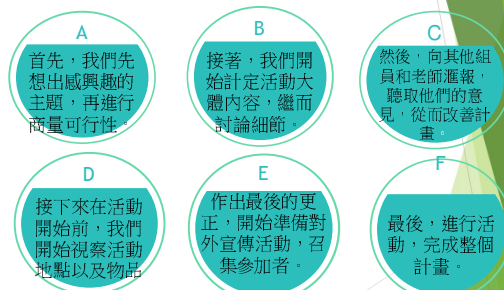 A
首先，我們先
想出感興趣的
主題，再進行
商量可行性。
B
接著，我們開
始計定活動大
體內容，繼而
討論細節。
C
然後，向其他組
員和老師滙報，
聽取他們的意
見，從而改善計
畫。
D
接下來在活動
開始前，我們
開始視察活動
地點以及物品
E
作出最後的更
正，開始準備對
外宣傳活動，召
集參加者。
F
最後，進行活
動，完成整個
計畫。